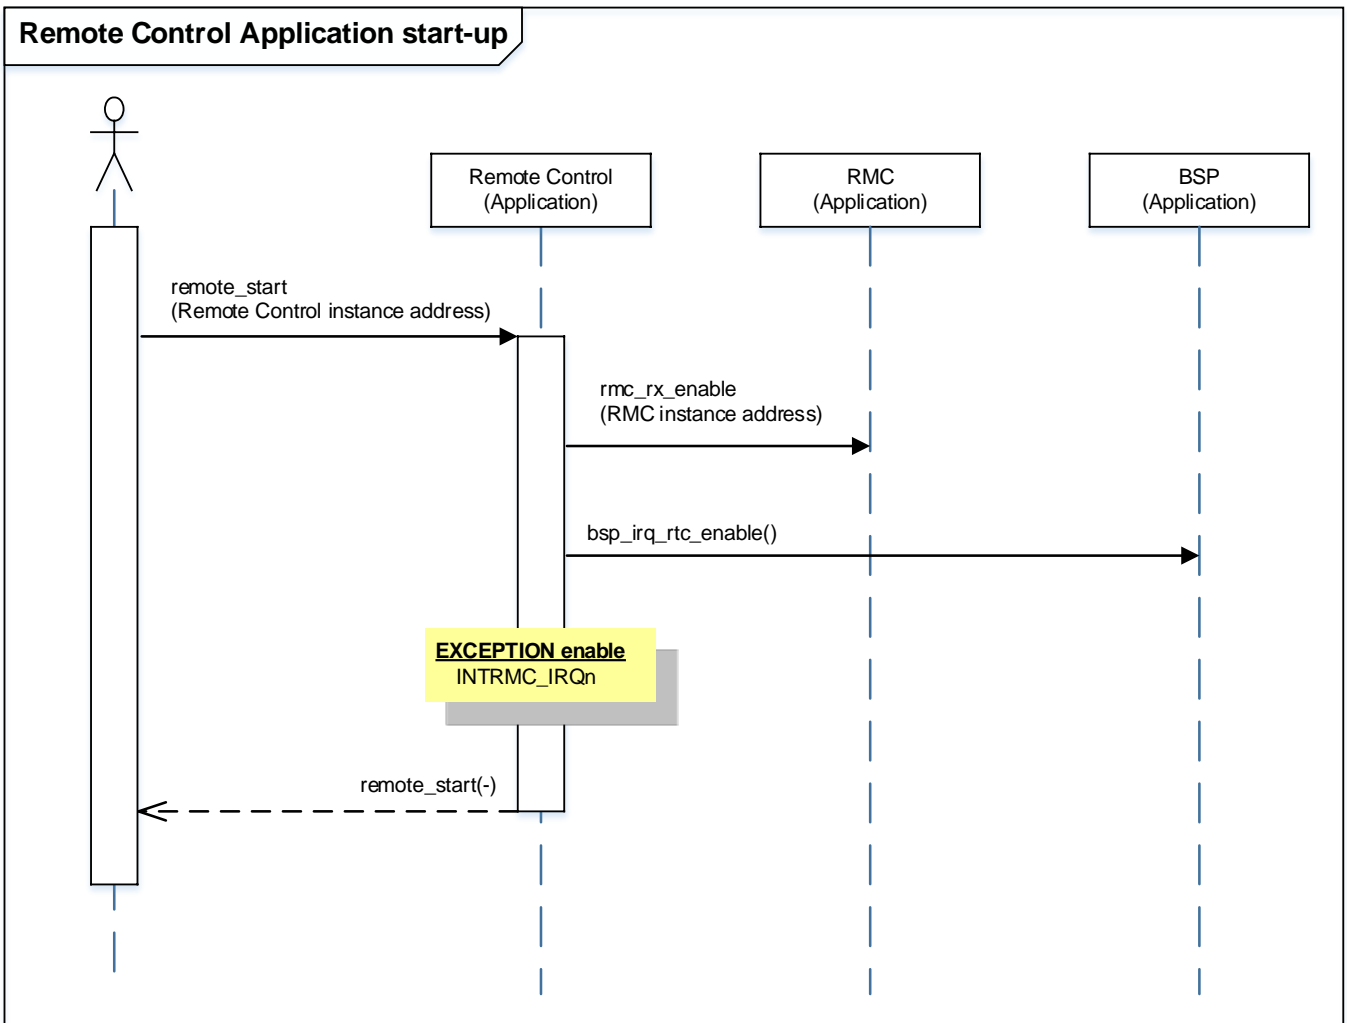 Remote Control Application start-up
Remote Control
(Application)
RMC
(Application)
BSP
(Application)
remote_start
(Remote Control instance address)
rmc_rx_enable
(RMC instance address)
bsp_irq_rtc_enable()
EXCEPTION enable
INTRMC_IRQn
remote_start(-)